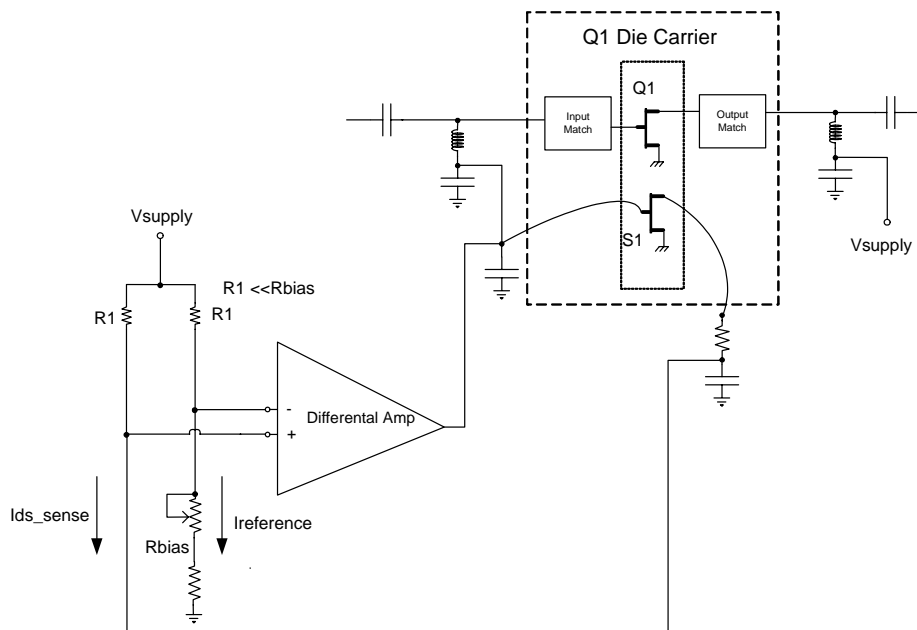 Q1 Die Carrier
Q1
Input
Match
Output
Match
S1
Vsupply
Vsupply
R1 <<Rbias
R1
R1
-
+
Differental Amp
Ids_sense
Ireference
Rbias